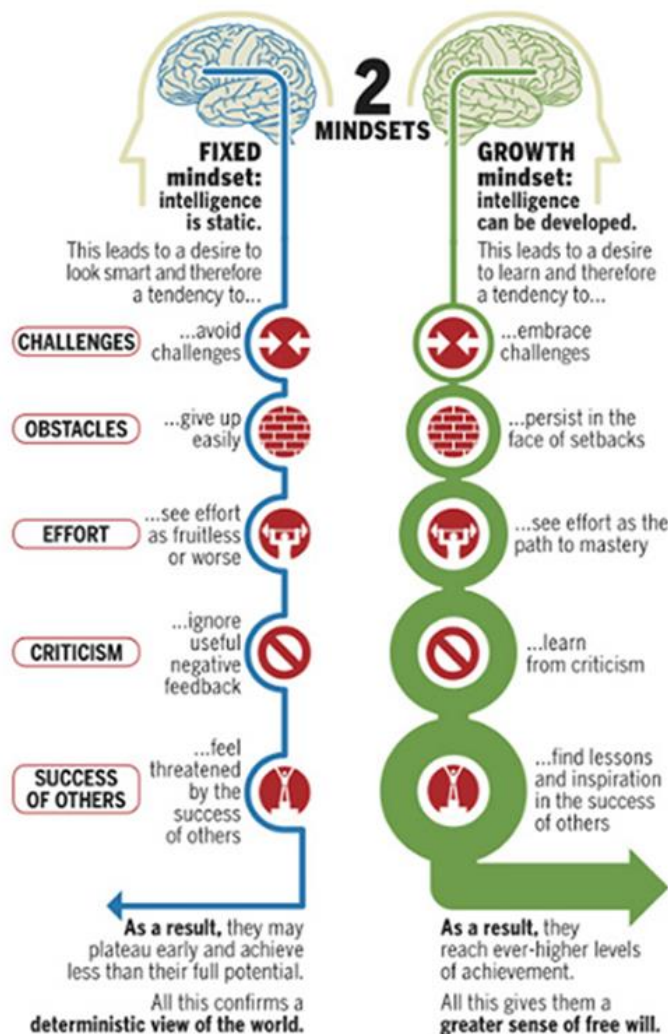 2
MINDSETS
FIXED
mindset:
intelligence
is static.
This leads to a desire to
look smart and therefore
a tendency to...
GROWTH
mindset:
intelligence
can be developed.
This leads to a desire
to learn and therefore
a tendency to...
CHALLENGES
...avoid
challenges
...embrace
challenges
OBSTACLES
...give up
easily
...persist in the
face of setbacks
EFFORT
...see effort
as fruitless
or worse
...see effort as the
path to mastery
CRITICISM
...ignore
useful
negative
feedback
...learn
from criticism
SUCCESS
OF OTHERS
...feel
threatened
by the
success
of others
...find lessons
and inspiration
in the success
of others
As a result, they may
plateau early and achieve
less than their full potential.
All this confirms a
deterministic view of the world.
As a result, they
reach ever-higher levels
of achievement.
All this gives them a
greater sense of free will.